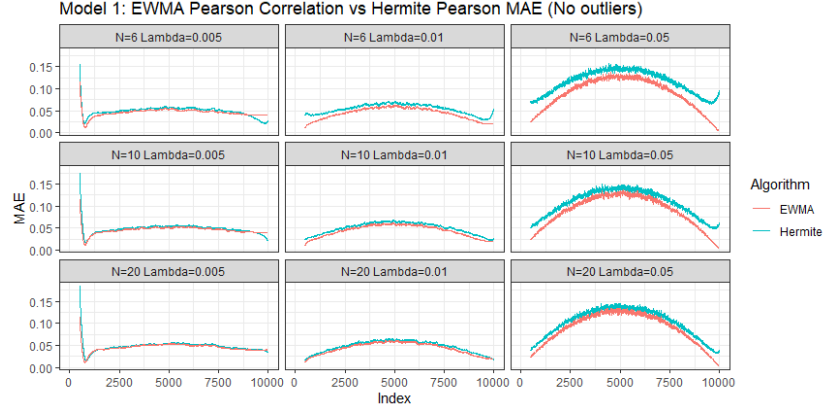 Model 1: EWMA Pearson Correlation vs Hermite Pearson MAE (No outliers)
N=6 Lambda=0.005
N=6 Lambda=0.01
N=6 Lambda=0.05
0.15
0.10
0.05
0.00
N=10 Lambda=0.005
N=10 Lambda=0.01
N=10 Lambda=0.05
MAE
0.15
0.10
0.05
0.00
Algorithm
EWMA
Hermite
N=20 Lambda=0.005
N=20 Lambda=0.01
N=20 Lambda=0.05
0.15
0.10
0.05
0.00
0 2500 5000 7500 10000 0 2500 5000 7500 10000 0 2500 5000 7500 10000
Index